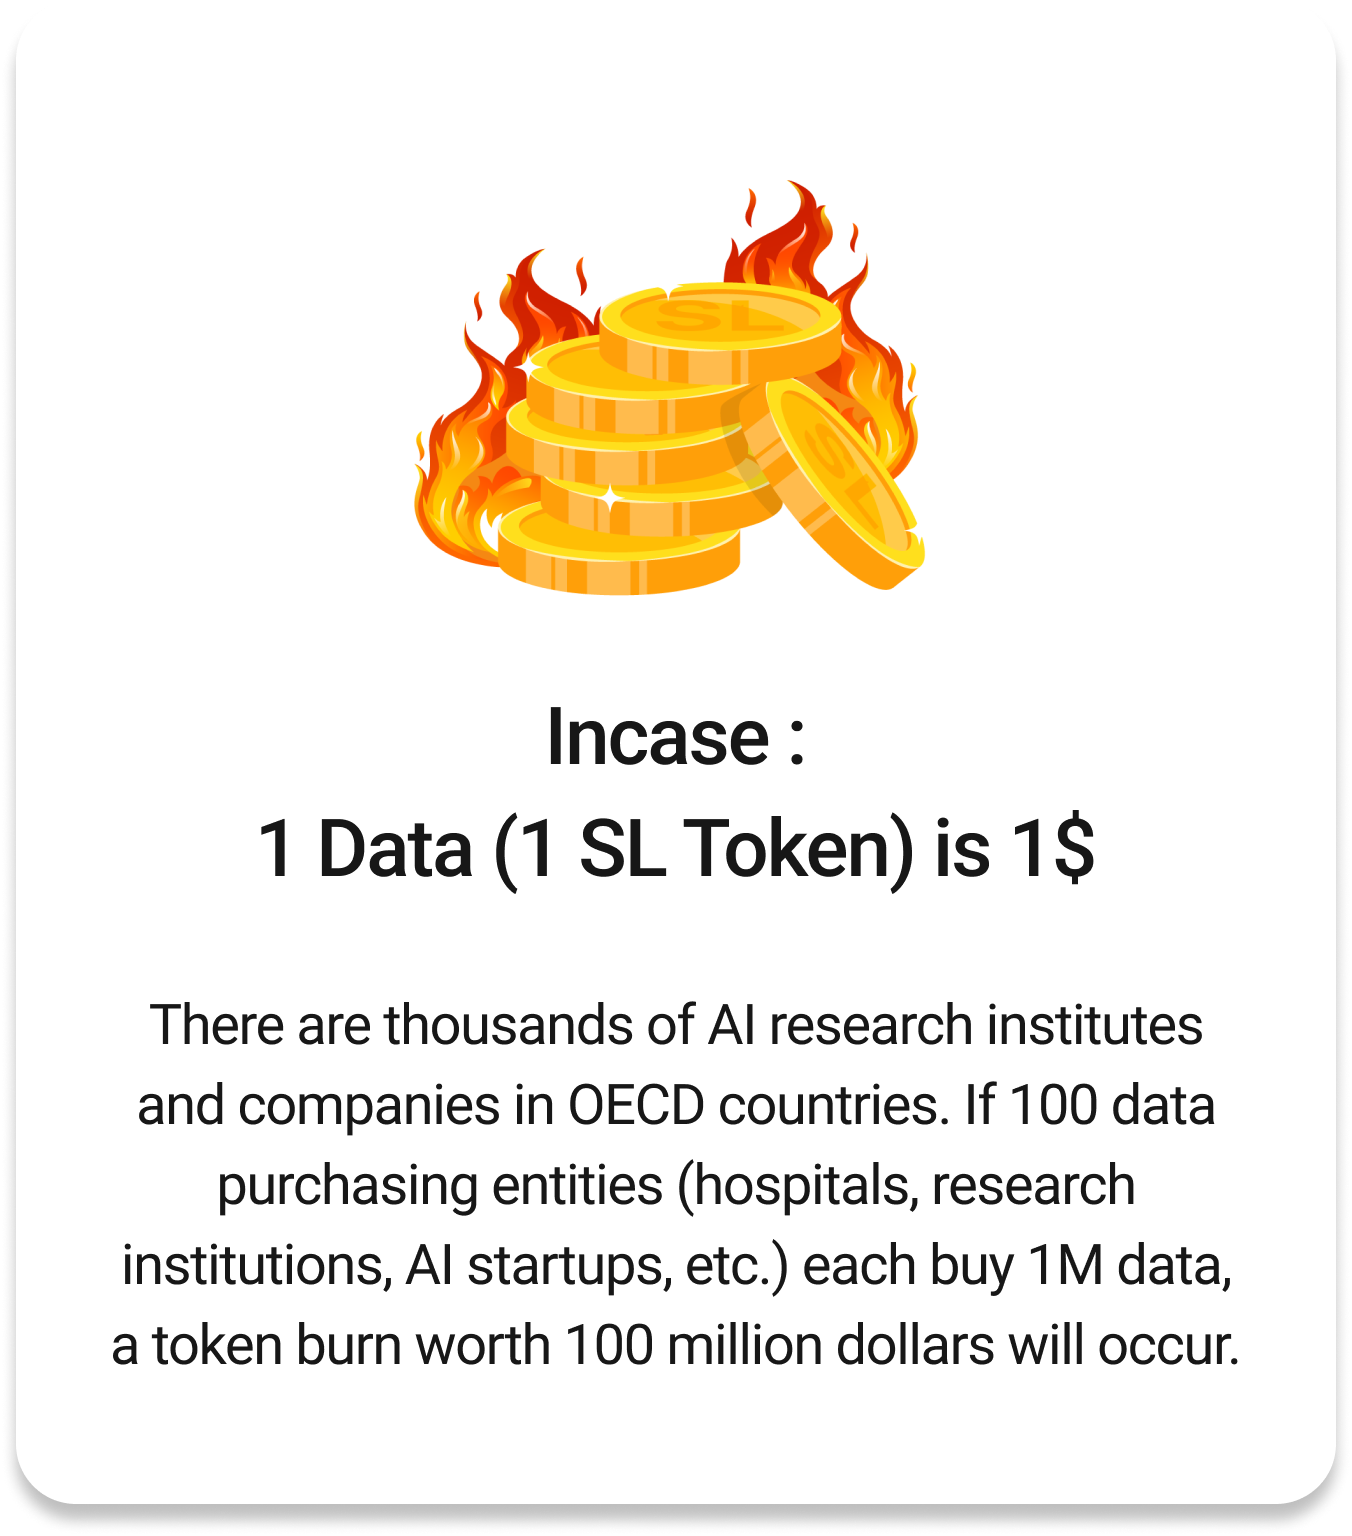 SL
SL
Incase :
1 Data (1 SL Token) is 1$
There are thousands of AI research institutes
and companies in OECD countries. If 100 data
purchasing entities (hospitals, research
institutions, AI startups, etc.) each buy 1M data,
a token burn worth 100 million dollars will occur.